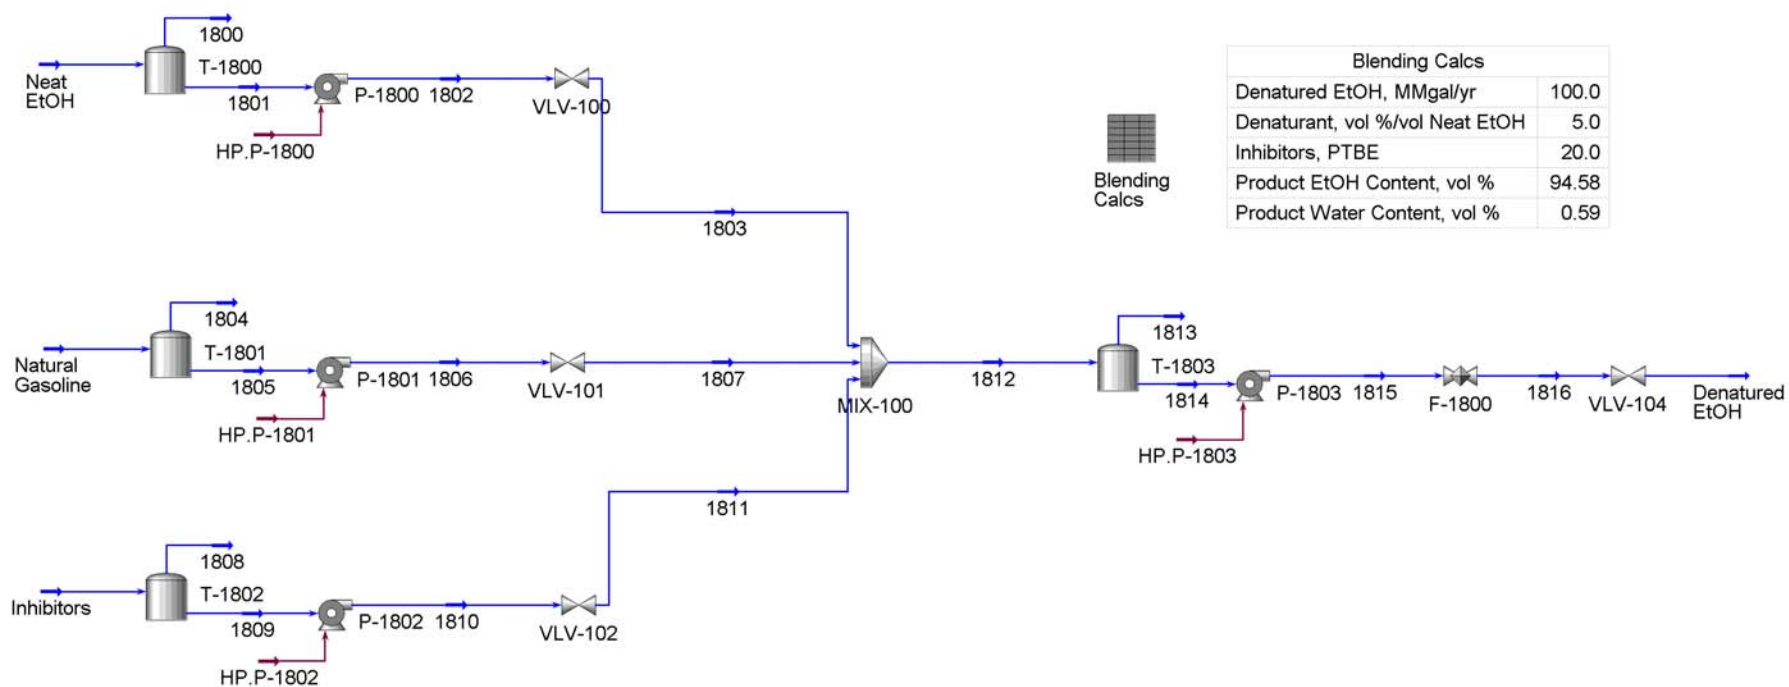 1800
T-1800
Neat
EtOH
1801
P-1800
1802
VLV-100
HP.P-1800
1803
1804
T-1801
Natural
Gasoline
1805
P-1801
1806
VLV-101
1807
HP.P-1801
MIX-100
1808
T-1802
Inhibitors
1809
P-1802
1810
VLV-102
HP.P-1802
1811
1812
1813
T-1803
1814
P-1803
1815
F-1800
1816
VLV-104
Denatured
EtOH
HP.P-1803
Blending
Calcs
Blending Calcs
Denatured EtOH, MMgal/yr 100.0
Denaturant, vol %/vol Neat EtOH 5.0
Inhibitors, PTBE 20.0
Product EtOH Content, vol % 94.58
Product Water Content, vol % 0.59